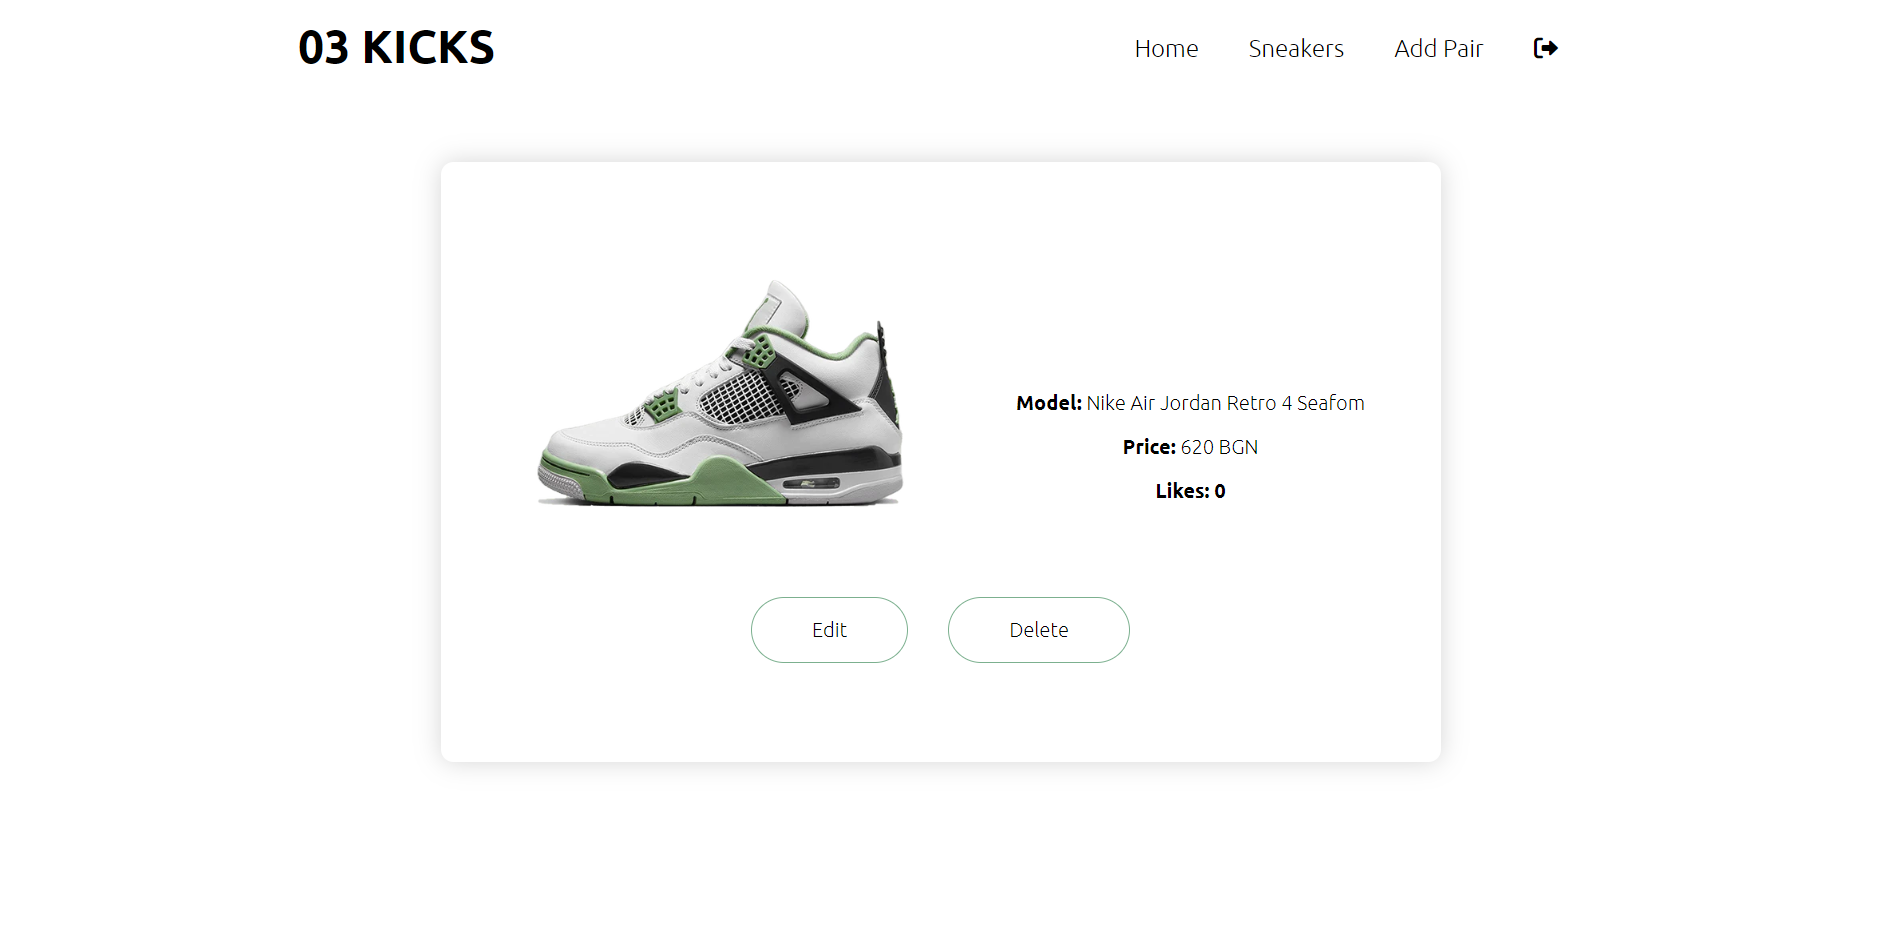 03 KICKS
Home
Sneakers
Add Pair
Model: Nike Air Jordan Retro 4 Seafom
Price: 620 BGN
Likes: 0
Edit
Delete